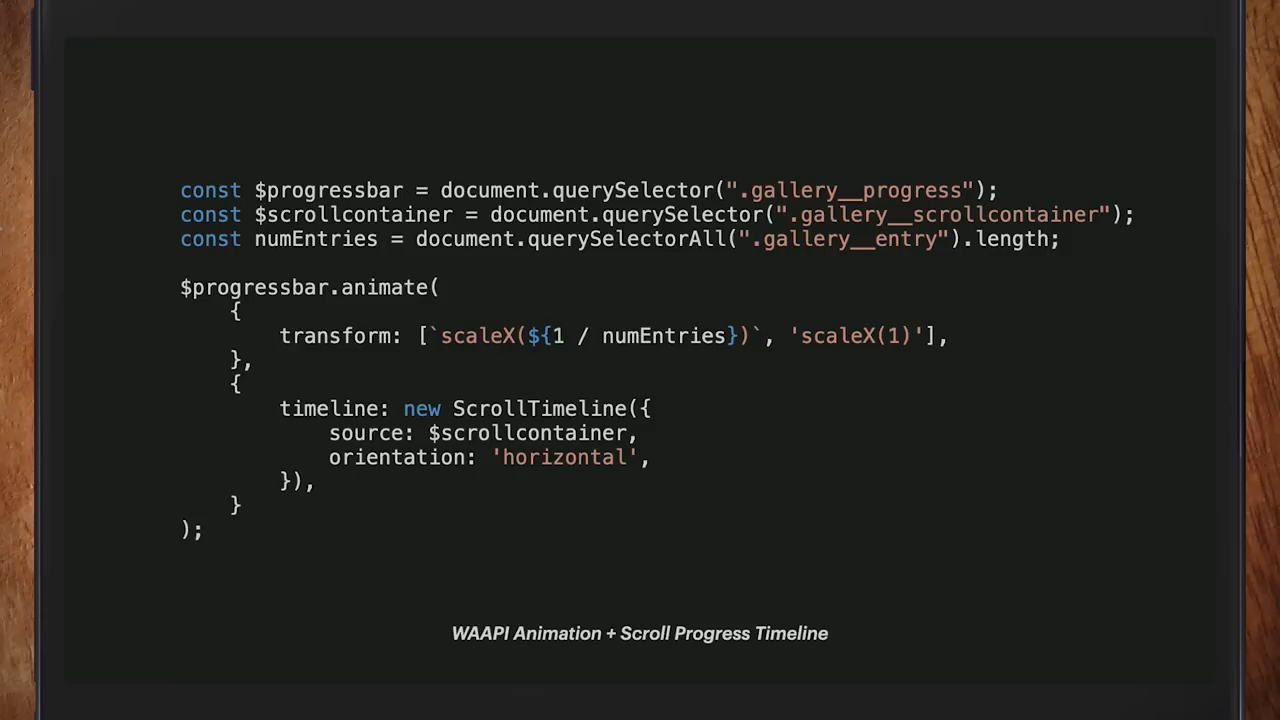 const $progressbar = document.querySelector(".gallery__progress");
const $scrollcontainer = document.querySelector(".gallery__scrollcontainer");
const numEntries = document.querySelectorAll(".gallery__entry").length;
$progressbar.animate(
{
transform: [`scaleX(${1 / numEntries})`, 'scaleX(1)'],
},
{
timeline: new ScrollTimeline({
source: $scrollcontainer,
orientation: 'horizontal',
}),
}
);
WAAPI Animation + Scroll Progress Timeline